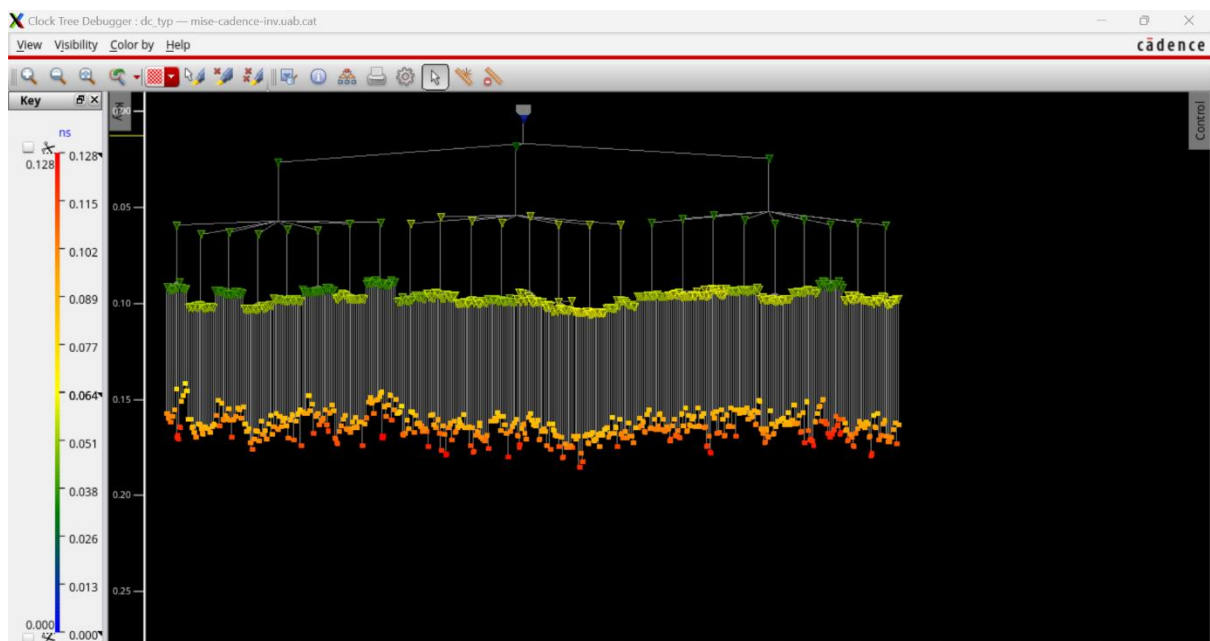 Clock Tree Debugger : dc_typ — mise-cadence-inv.uab.cat
View Visibility Color by Help
cādence
Key
Key
Control
ns
0.128
0.128
0.115
0.102
0.089
0.077
0.064
0.051
0.038
0.026
0.013
0.000
0.000
0.05
0.10
0.15
0.20
0.25